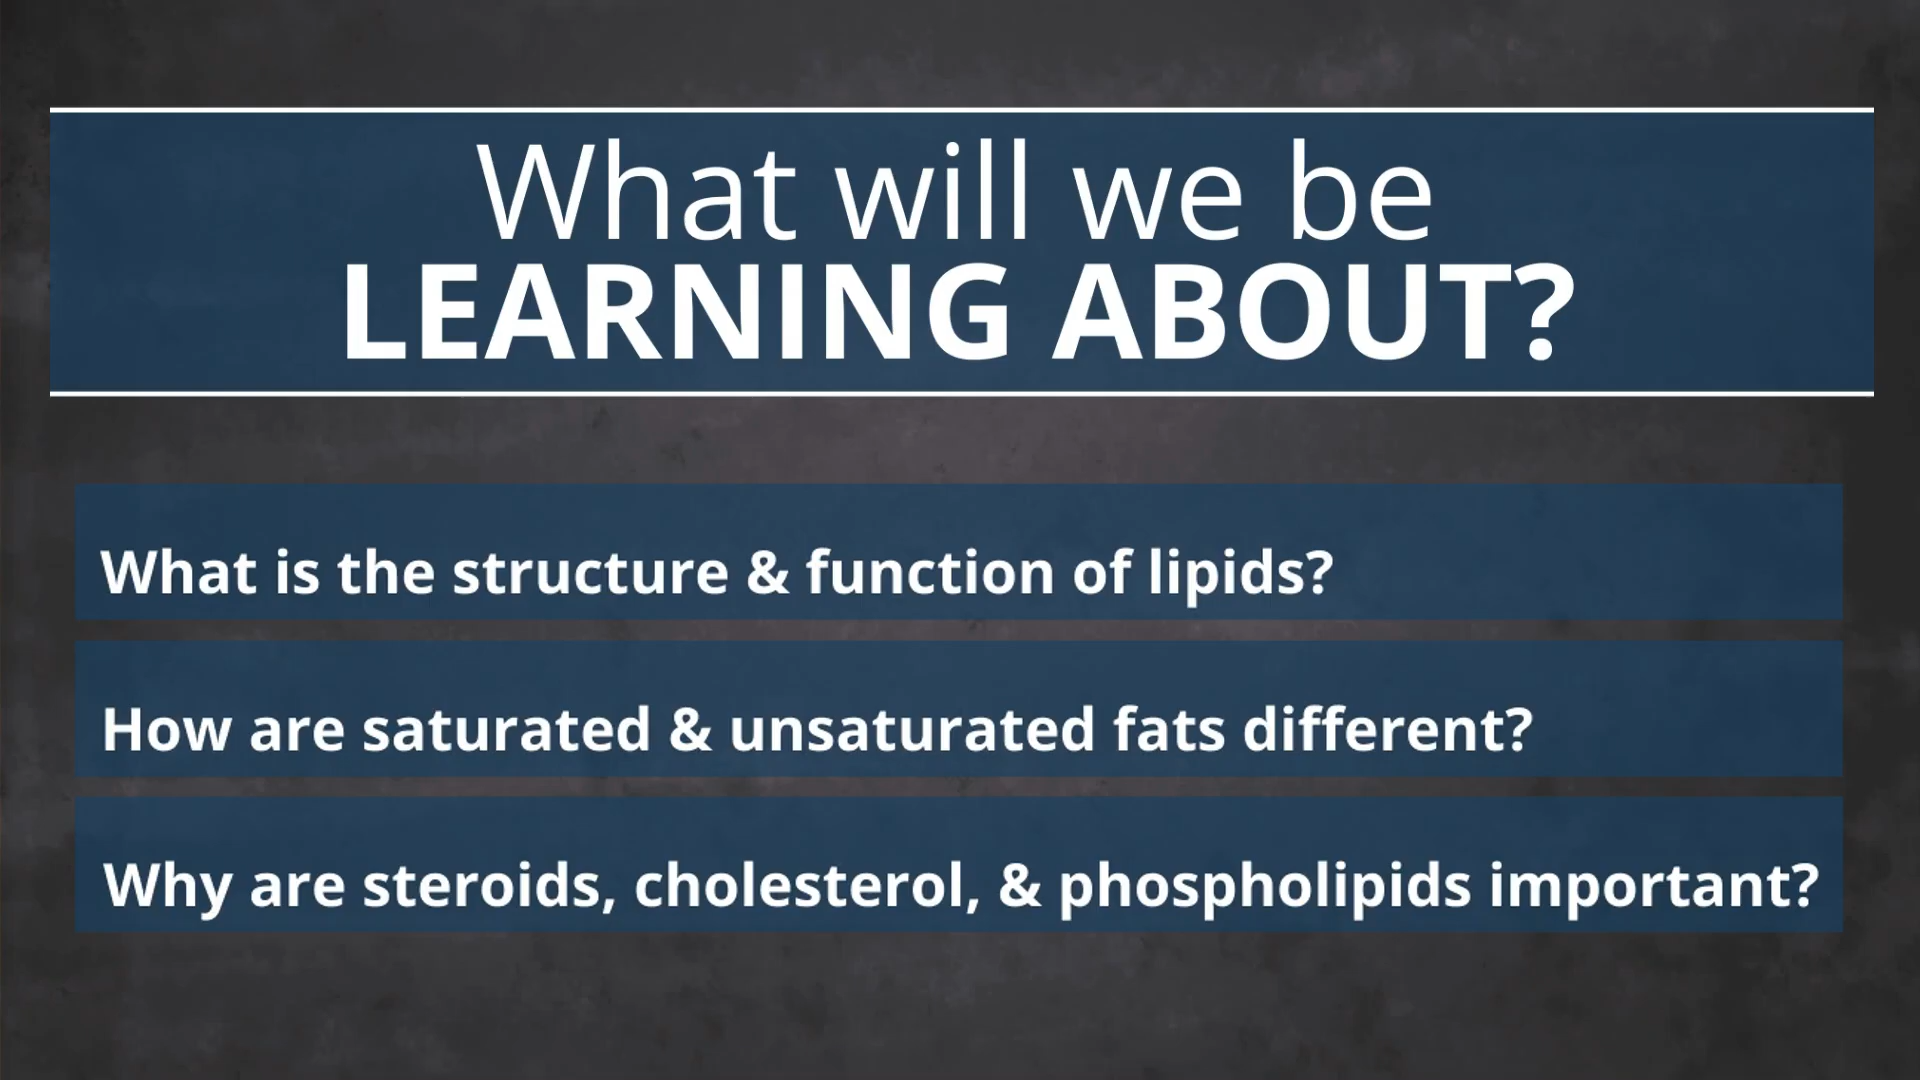 What will we be
LEARNING ABOUT?
What is the structure & function of lipids?
How are saturated & unsaturated fats different?
Why are steroids, cholesterol, & phospholipids important?